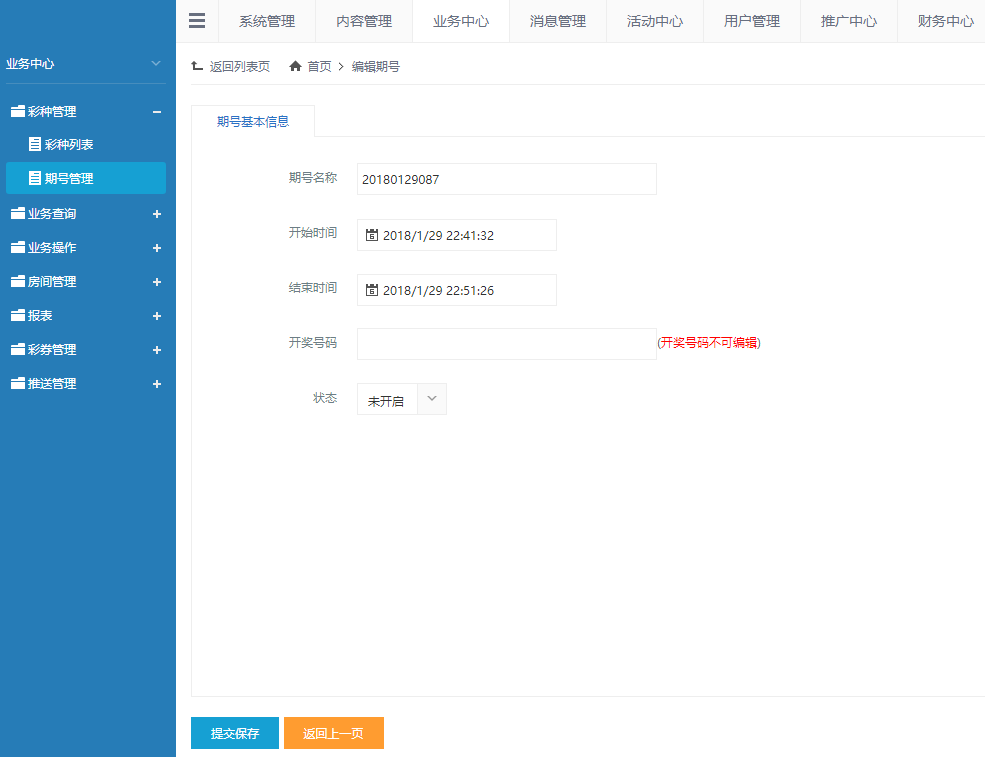 系统管理 内容管理 业务中心 消息管理 活动中心 用户管理 推广中心 财务中心
业务中心
彩种管理
彩种列表
期号管理
业务查询
业务操作
房间管理
报表
彩券管理
推送管理
返回列表页 首页 > 编辑期号
期号基本信息
期号名称 20180129087
开始时间 2018/1/29 22:41:32
结束时间 2018/1/29 22:51:26
开奖号码 (开奖号码不可编辑)
状态 未开启
提交保存 返回上一页